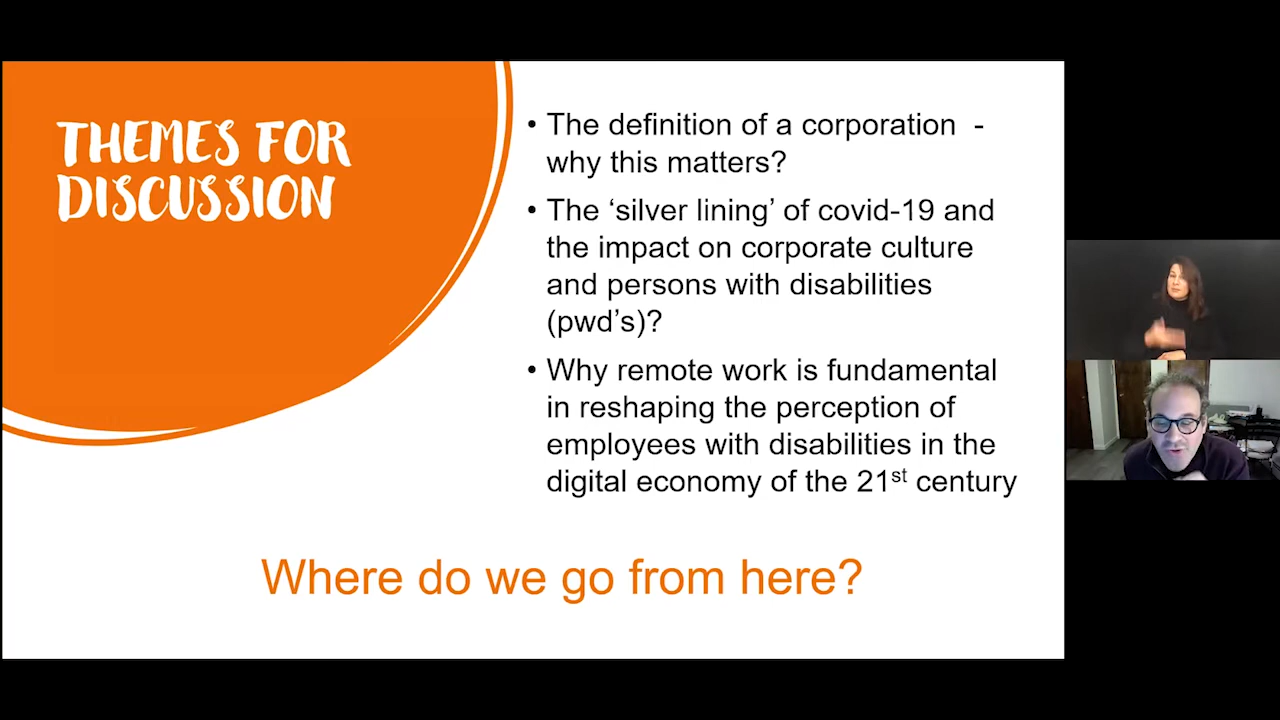 THEMES FOR
DISCUSSION
• The definition of a corporation -
why this matters?
• The ‘silver lining’ of covid-19 and
the impact on corporate culture
and persons with disabilities
(pwd’s)?
• Why remote work is fundamental
in reshaping the perception of
employees with disabilities in the
digital economy of the 21st century
Where do we go from here?